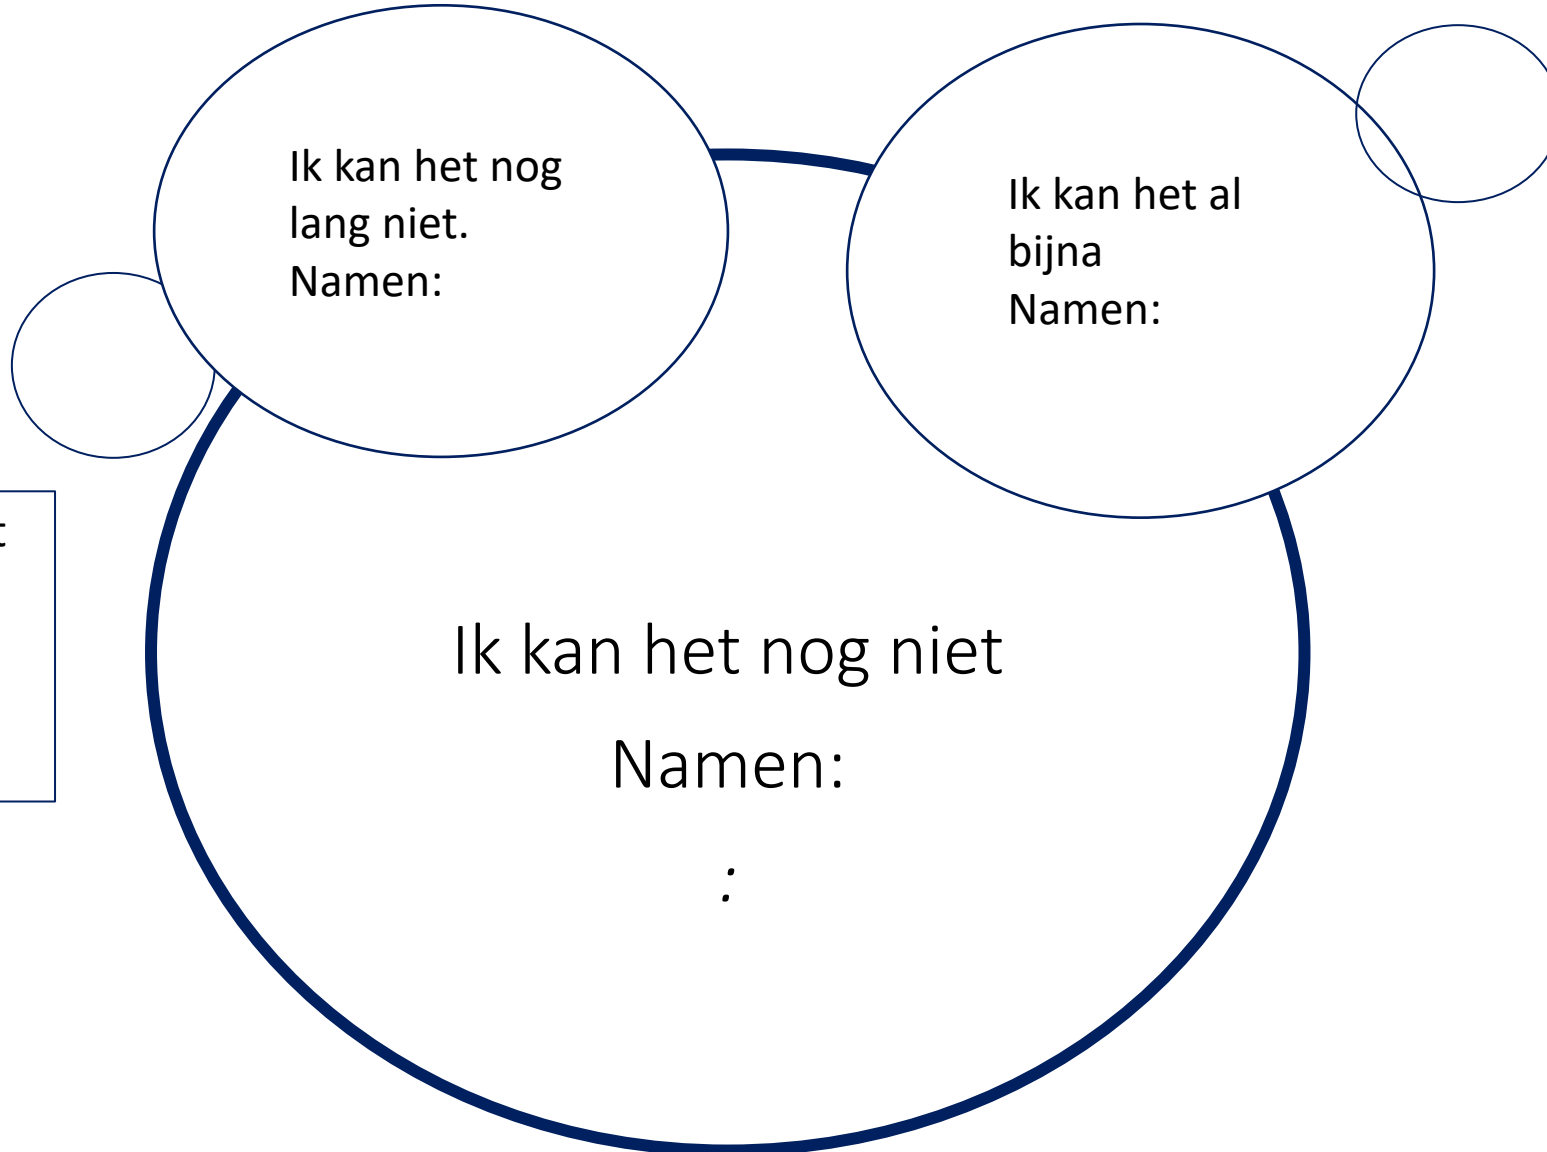 Ik kan het nog
lang niet.
Namen:
Ik kan het al
bijna
Namen:
Ik kan het nog niet
Namen:
: